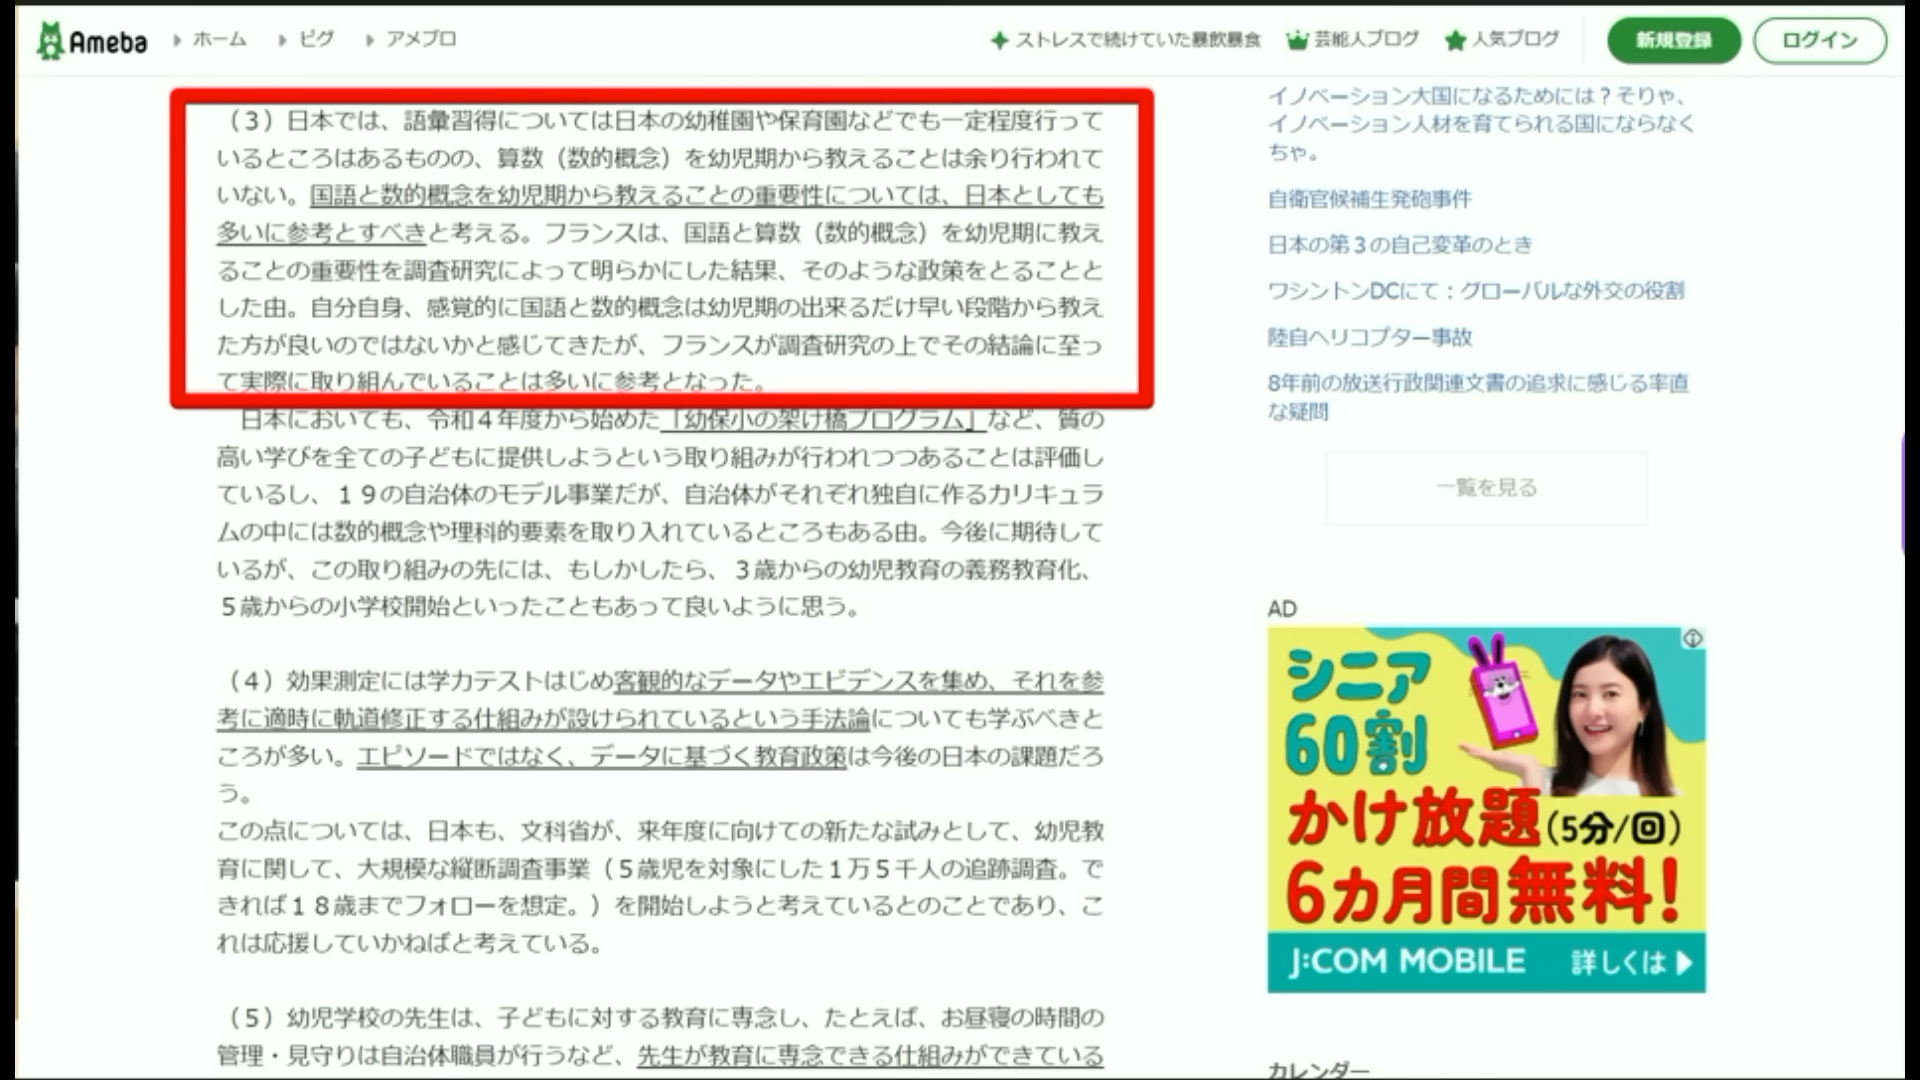 Ameba
ホーム
ピグ
アメブロ
ストレスで続けていた暴飲暴食
芸能人ブログ
人気ブログ
新規登録
ログイン
（３）日本では、語彙習得については日本の幼稚園や保育園などでも一定程度行って
いるところはあるものの、算数（数的概念）を幼児期から教えることは余り行われて
いない。国語と数的概念を幼児期から教えることの重要性については、日本としても
多いに参考とすべきと考える。フランスは、国語と算数（数的概念）を幼児期に教え
ることの重要性を調査研究によって明らかにした結果、そのような政策をとることと
した由。自分自身、感覚的に国語と数的概念は幼児期の出来るだけ早い段階から教え
た方が良いのではないかと感じてきたが、フランスが調査研究の上でその結論に至っ
て実際に取り組んでいることは多いに参考となった。
日本においても、令和４年度から始めた「幼保小の架け橋プログラム」など、質の
高い学びを全ての子どもに提供しようという取り組みが行われつつあることは評価し
ているし、１９の自治体のモデル事業だが、自治体がそれぞれ独自に作るカリキュラ
ムの中には数的概念や理科的要素を取り入れているところもある由。今後に期待して
いるが、この取り組みの先には、もしかしたら、３歳からの幼児教育の義務教育化、
５歳からの小学校開始といったこともあって良いように思う。
（４）効果測定には学力テストはじめ客観的なデータやエビデンスを集め、それを参
考に適時に軌道修正する仕組みが設けられているという手法論についても学ぶべきと
ころが多い。エピソードではなく、データに基づく教育政策は今後の日本の課題だろ
う。
この点については、日本も、文科省が、来年度に向けての新たな試みとして、幼児教
育に関して、大規模な縦断調査事業（５歳児を対象にした１万５千人の追跡調査。で
きれば１８歳までフォローを想定。）を開始しようと考えているとのことであり、こ
れは応援していかねばと考えている。
（５）幼児学校の先生は、子どもに対する教育に専念し、たとえば、お昼寝の時間の
管理・見守りは自治体職員が行うなど、先生が教育に専念できる仕組みができている
イノベーション大国になるためには？そりゃ、
イノベーション人材を育てられる国にならなく
ちゃ。
自衛官候補生発砲事件
日本の第３の自己変革のとき
ワシントンDCにて：グローバルな外交の役割
陸自ヘリコプター事故
8年前の放送行政関連文書の追求に感じる率直
な疑問
一覧を見る
AD
シニア
60割
かけ放題(5分/回)
6カ月間無料!
J:COM MOBILE 詳しくは
カレンダー